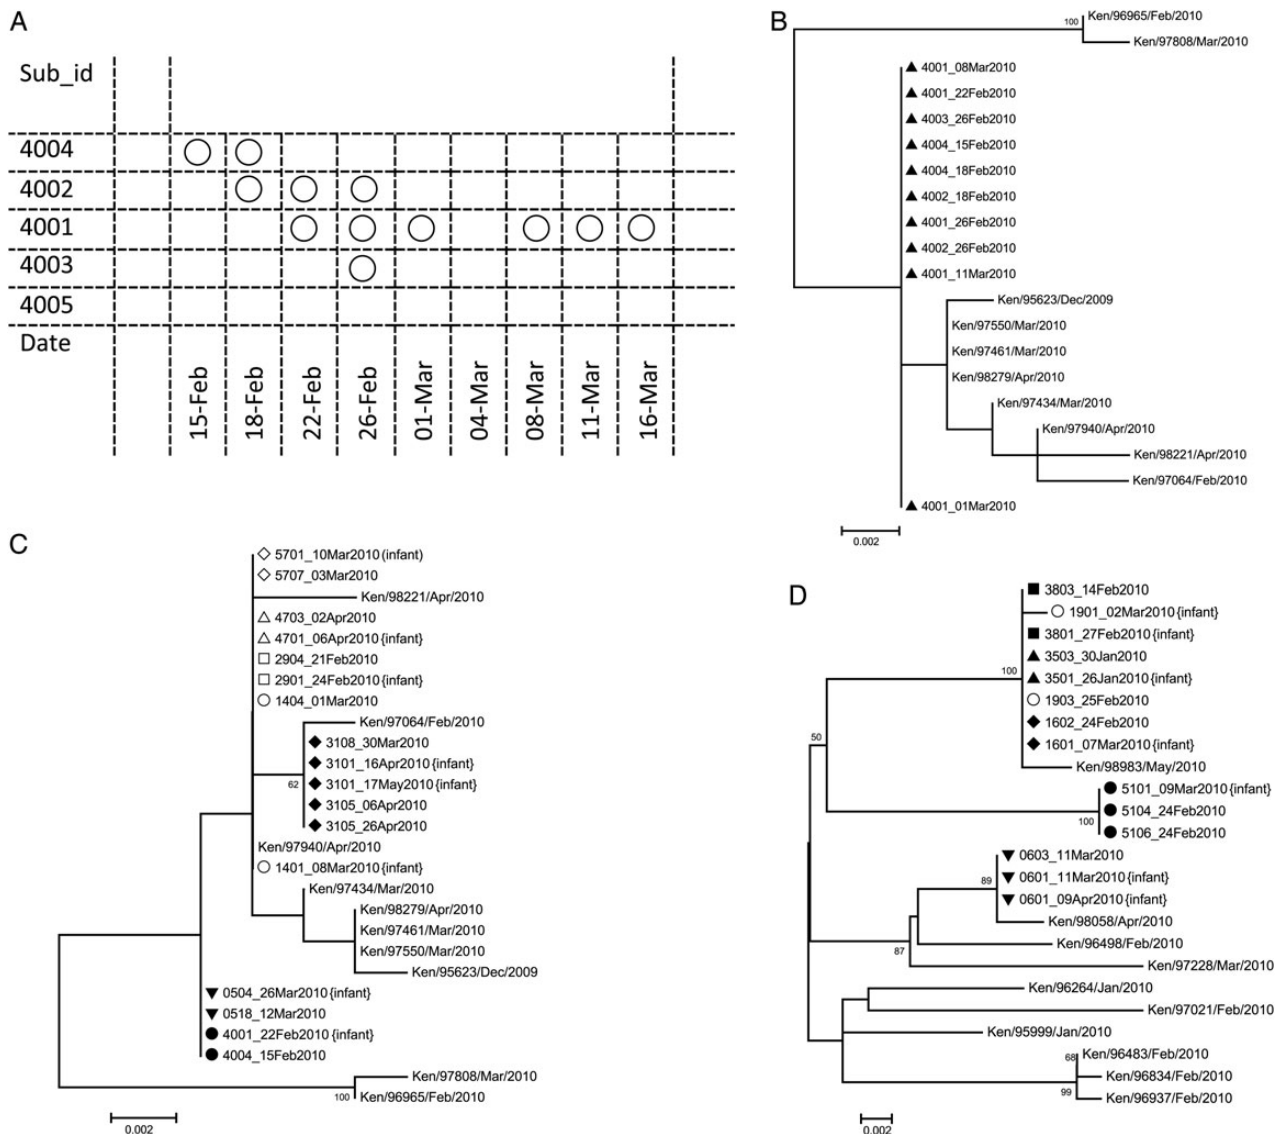 A
Sub_id
4004
4002
4001
4003
4005
Date
15-Feb
18-Feb
22-Feb
26-Feb
01-Mar
04-Mar
08-Mar
11-Mar
16-Mar
B
100
Ken/96965/Feb/2010
Ken/97808/Mar/2010
4001_08Mar2010
4001_22Feb2010
4003_26Feb2010
4004_15Feb2010
4004_18Feb2010
4002_18Feb2010
4001_26Feb2010
4002_26Feb2010
4001_11Mar2010
Ken/95623/Dec/2009
Ken/97550/Mar/2010
Ken/97461/Mar/2010
Ken/98279/Apr/2010
Ken/97434/Mar/2010
Ken/97940/Apr/2010
Ken/98221/Apr/2010
Ken/97064/Feb/2010
4001_01Mar2010
0.002
C
5701_10Mar2010(infant)
5707_03Mar2010
Ken/98221/Apr/2010
4703_02Apr2010
4701_06Apr2010{infant}
2904_21Feb2010
2901_24Feb2010{infant}
1404_01Mar2010
Ken/97064/Feb/2010
3108_30Mar2010
3101_16Apr2010{infant}
62
3101_17May2010{infant}
3105_06Apr2010
3105_26Apr2010
Ken/97940/Apr/2010
1401_08Mar2010{infant}
Ken/97434/Mar/2010
Ken/98279/Apr/2010
Ken/97461/Mar/2010
Ken/97550/Mar/2010
Ken/95623/Dec/2009
0504_26Mar2010{infant}
0518_12Mar2010
4001_22Feb2010{infant}
4004_15Feb2010
Ken/97808/Mar/2010
100
Ken/96965/Feb/2010
0.002
D
3803_14Feb2010
1901_02Mar2010{infant}
3801_27Feb2010{infant}
3503_30Jan2010
100
3501_26Jan2010{infant}
1903_25Feb2010
1602_24Feb2010
50
1601_07Mar2010{infant}
Ken/98983/May/2010
5101_09Mar2010{infant}
5104_24Feb2010
100
5106_24Feb2010
0603_11Mar2010
89
0601_11Mar2010{infant}
0601_09Apr2010{infant}
Ken/98058/Apr/2010
Ken/96498/Feb/2010
87
Ken/97228/Mar/2010
Ken/96264/Jan/2010
Ken/97021/Feb/2010
Ken/95999/Jan/2010
68
Ken/96483/Feb/2010
Ken/96834/Feb/2010
99
Ken/96937/Feb/2010
0.002